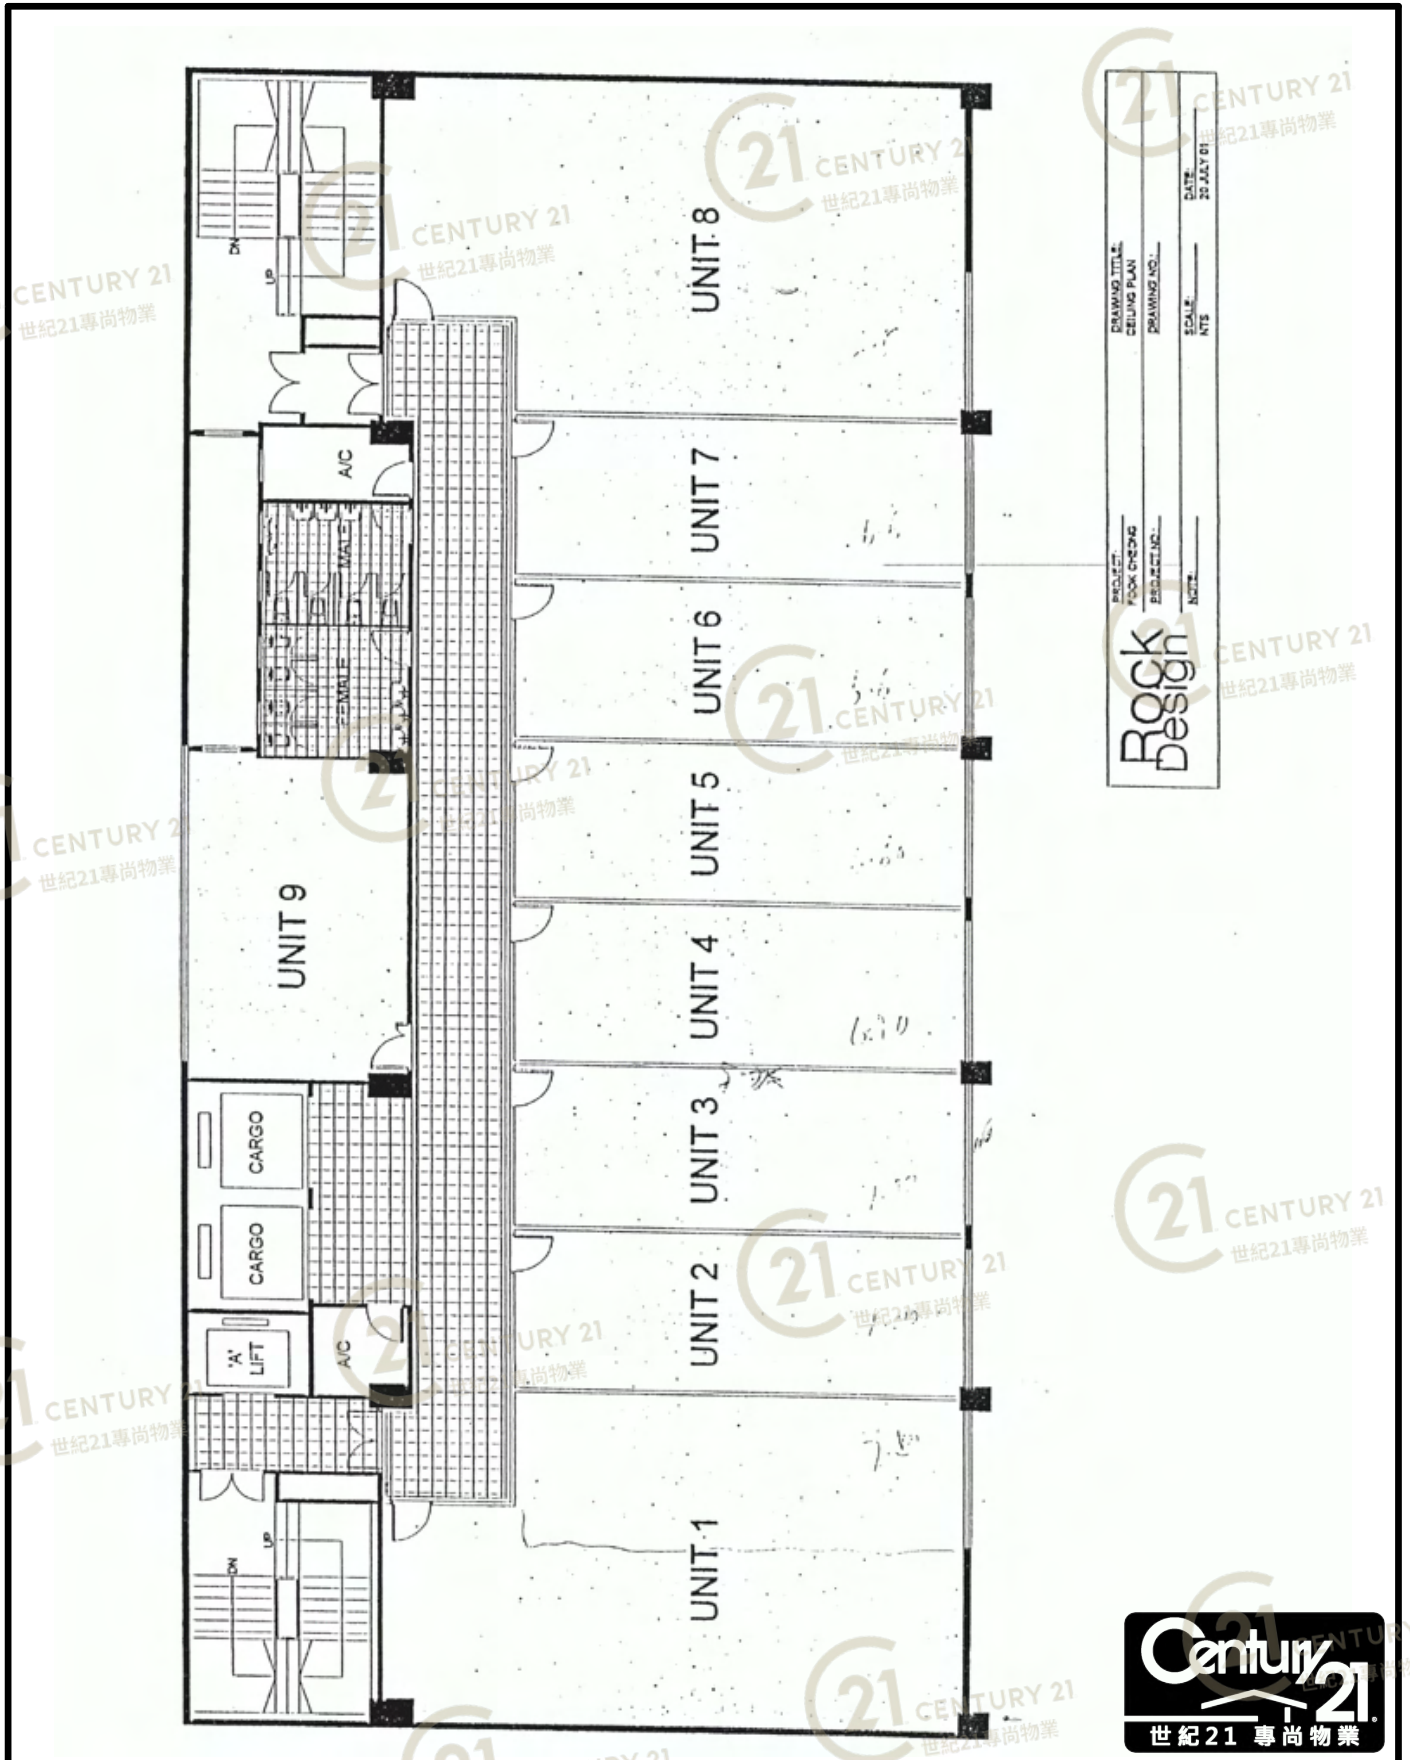 DRAWING TITLE:
CEILING PLAN
DRAWING NO.:
DATE:
20 JULY 01
SCALE:
NTS
PROJECT:
FOOK CHEONG
PROJECT NO.:
NOTE:
Rock
Design
DN
UP
UNIT 8
A/C
MALE
FEMALE
UNIT 7
UNIT 6
UNIT 5
UNIT 9
UNIT 4
UNIT 3
CARGO
CARGO
UNIT 2
'A'
LIFT
A/C
UNIT 1
UP
DN
Century 21
世紀21 專尚物業
CENTURY 21
世紀21專尚物業